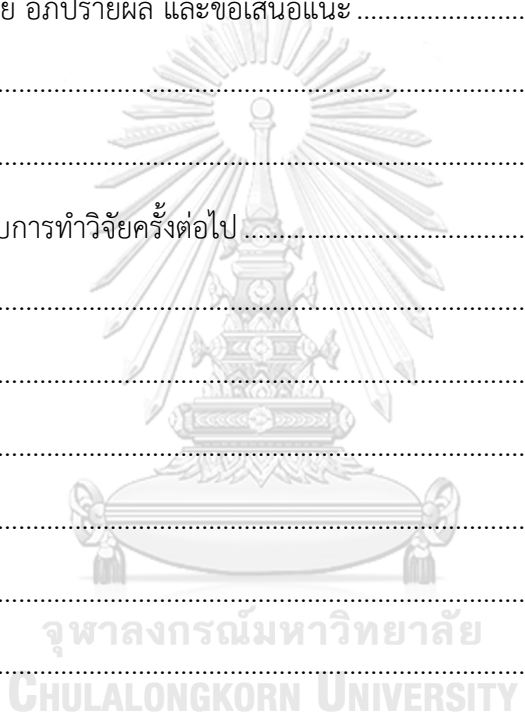 ย อภิปรายผล และข้อเสนอแนะ ........................
................................................................................
................................................................................
บการทำวิจัยครั้งต่อไป ........................................
................................................................................
................................................................................
................................................................................
................................................................................
................................................................................
จุฬาลงกรณ์มหาวิทยาลัย
................................................................................
CHULALONGKORN UNIVERSITY